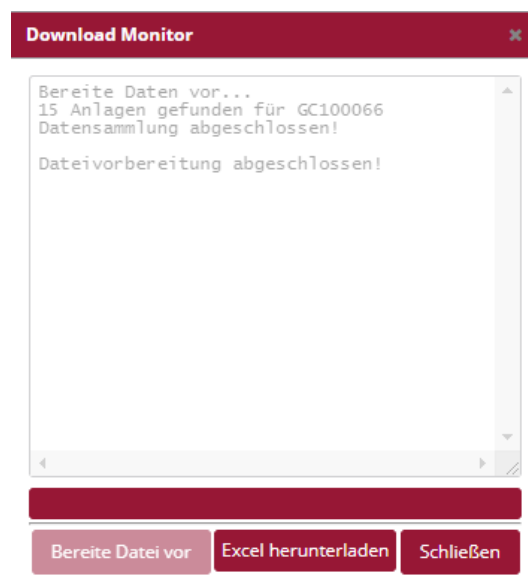 Download Monitor
Bereite Daten vor...
15 Anlagen gefunden für GC100066
Datensammlung abgeschlossen!
Dateivorbereitung abgeschlossen!
Bereite Datei vor
Excel herunterladen
Schließen